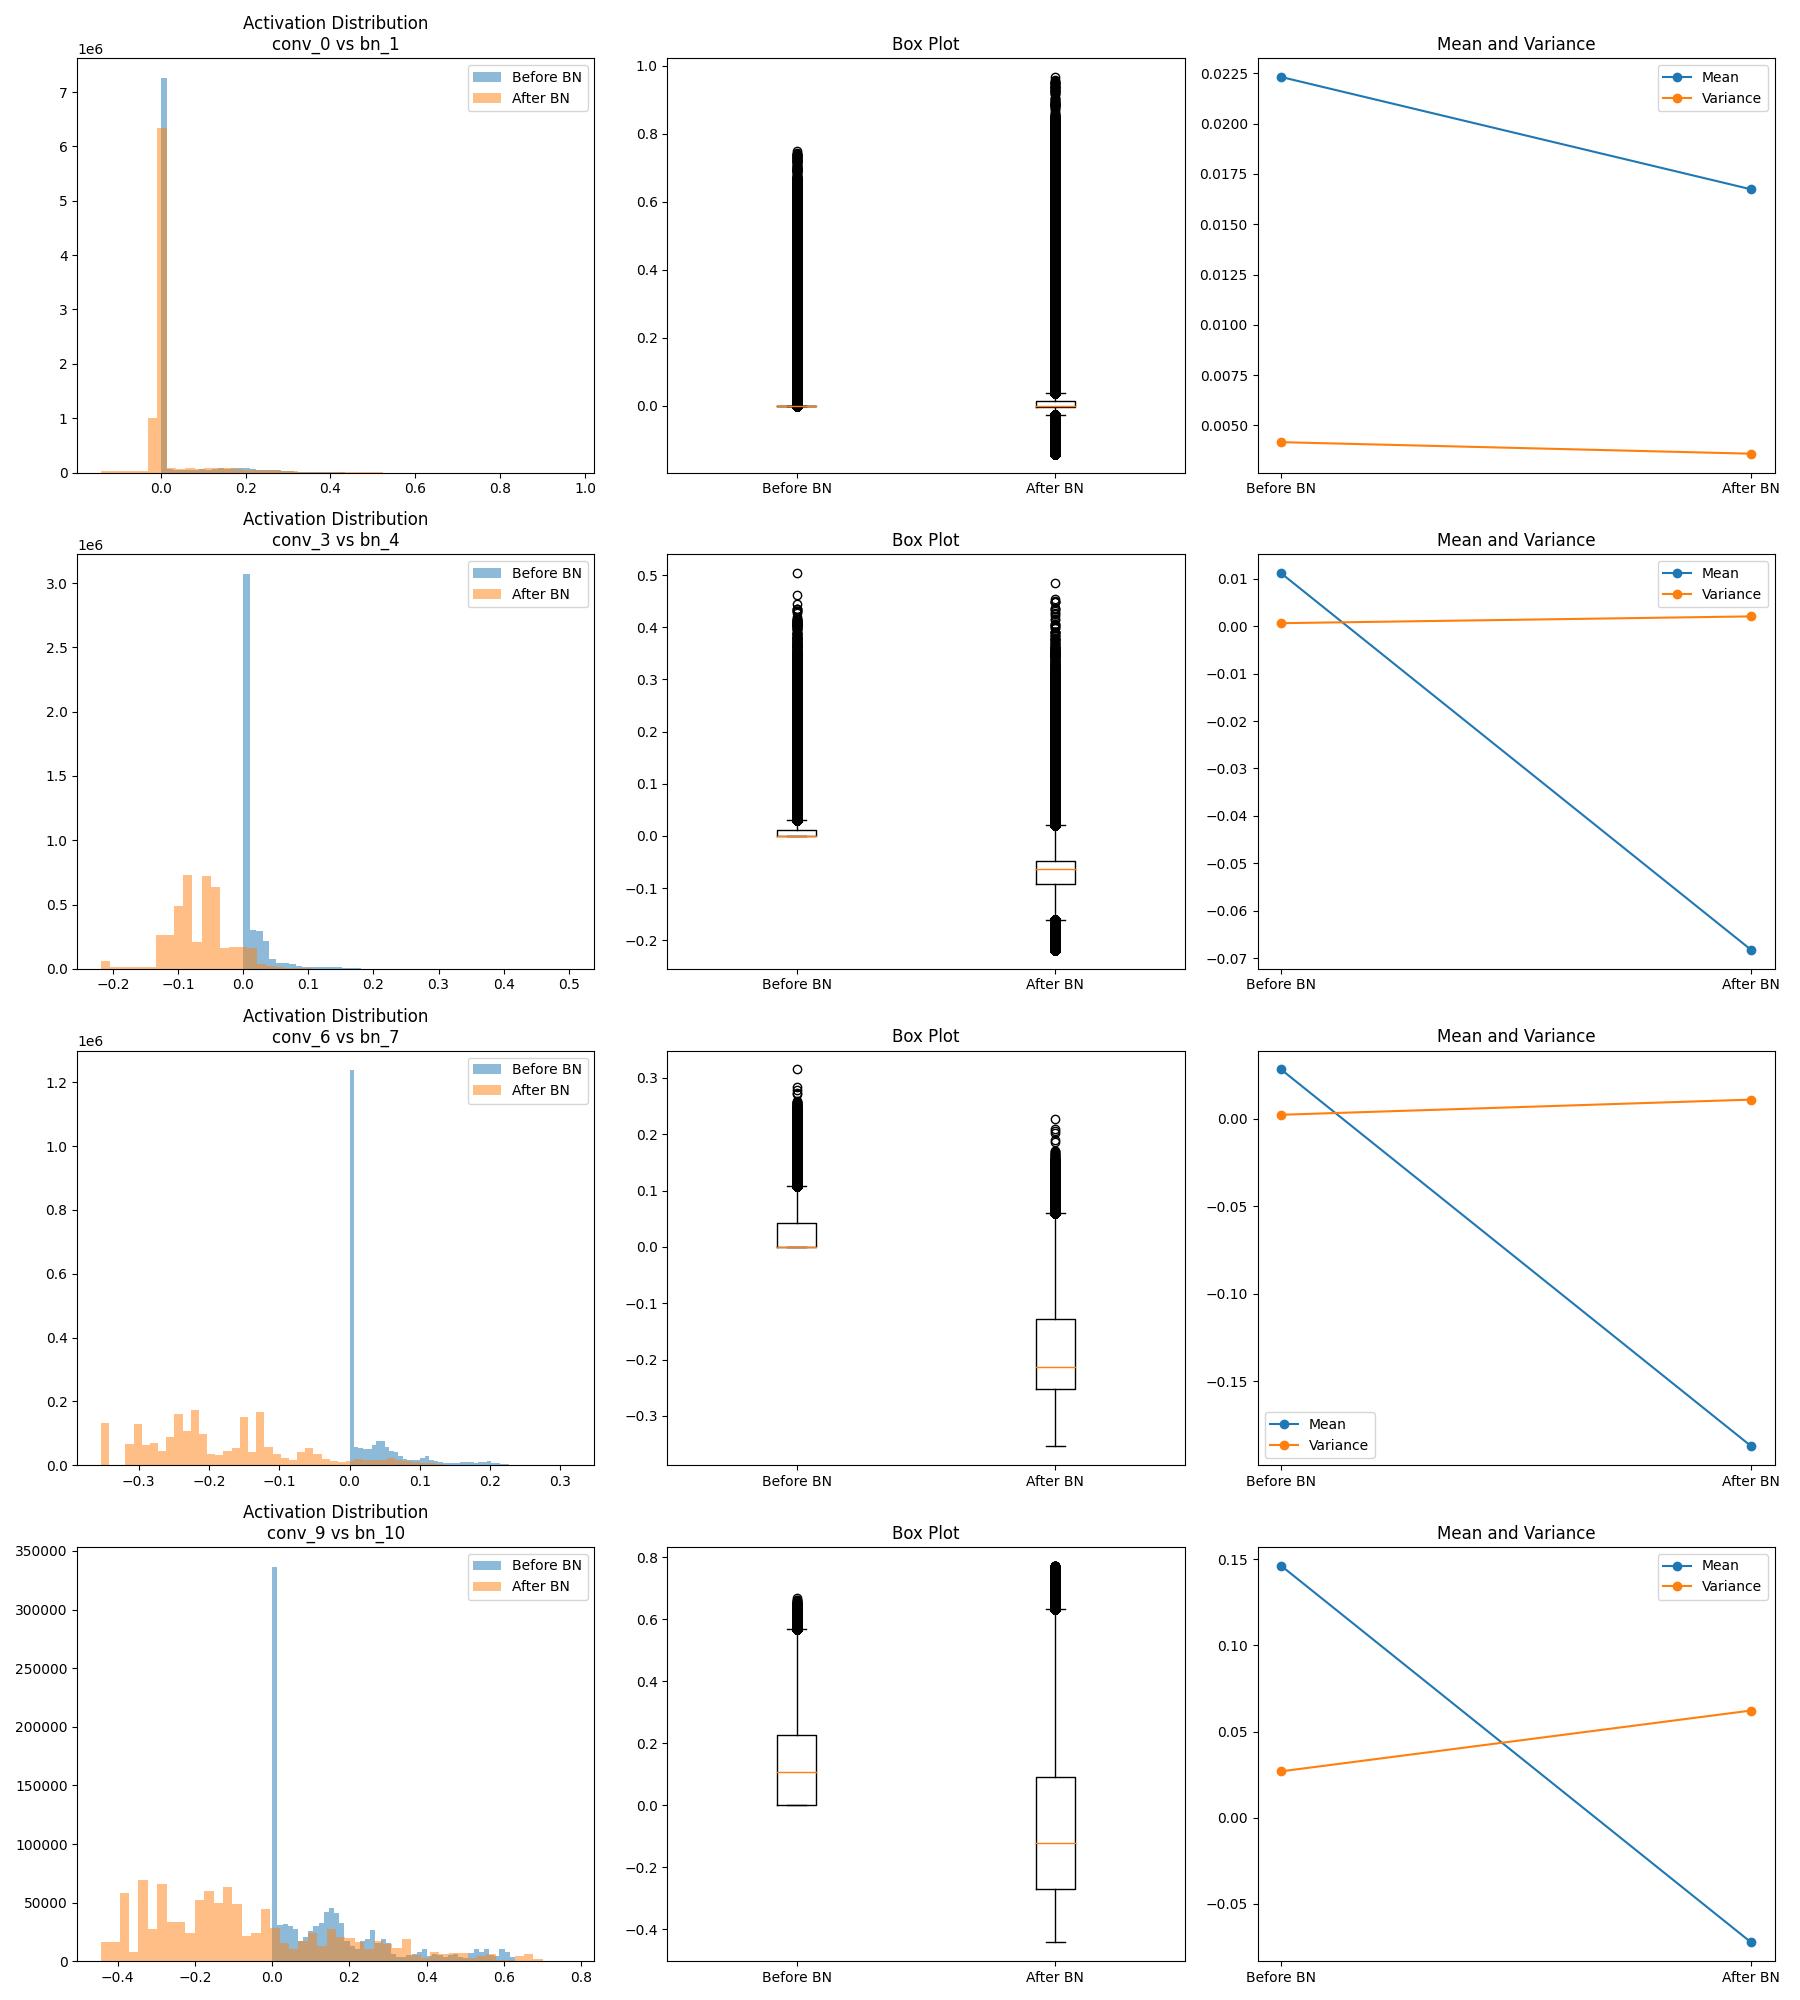 Activation Distribution
conv_0 vs bn_1
1e6
Before BN
After BN
7
6
5
4
3
2
1
0
0.0 0.2 0.4 0.6 0.8 1.0
Box Plot
1.0
0.8
0.6
0.4
0.2
0.0
Before BN After BN
Mean and Variance
Mean
Variance
0.0225
0.0200
0.0175
0.0150
0.0125
0.0100
0.0075
0.0050
Before BN After BN
Activation Distribution
conv_3 vs bn_4
1e6
Before BN
After BN
3.0
2.5
2.0
1.5
1.0
0.5
0.0
−0.2 −0.1 0.0 0.1 0.2 0.3 0.4 0.5
Box Plot
0.5
0.4
0.3
0.2
0.1
0.0
−0.1
−0.2
Before BN After BN
Mean and Variance
Mean
Variance
0.01
0.00
−0.01
−0.02
−0.03
−0.04
−0.05
−0.06
−0.07
Before BN After BN
Activation Distribution
conv_6 vs bn_7
1e6
Before BN
After BN
1.2
1.0
0.8
0.6
0.4
0.2
0.0
−0.3 −0.2 −0.1 0.0 0.1 0.2 0.3
Box Plot
0.3
0.2
0.1
0.0
−0.1
−0.2
−0.3
Before BN After BN
Mean and Variance
0.00
−0.05
−0.10
−0.15
Mean
Variance
Before BN After BN
Activation Distribution
conv_9 vs bn_10
Before BN
After BN
350000
300000
250000
200000
150000
100000
50000
0
−0.4 −0.2 0.0 0.2 0.4 0.6 0.8
Box Plot
0.8
0.6
0.4
0.2
0.0
−0.2
−0.4
Before BN After BN
Mean and Variance
Mean
Variance
0.15
0.10
0.05
0.00
−0.05
Before BN After BN